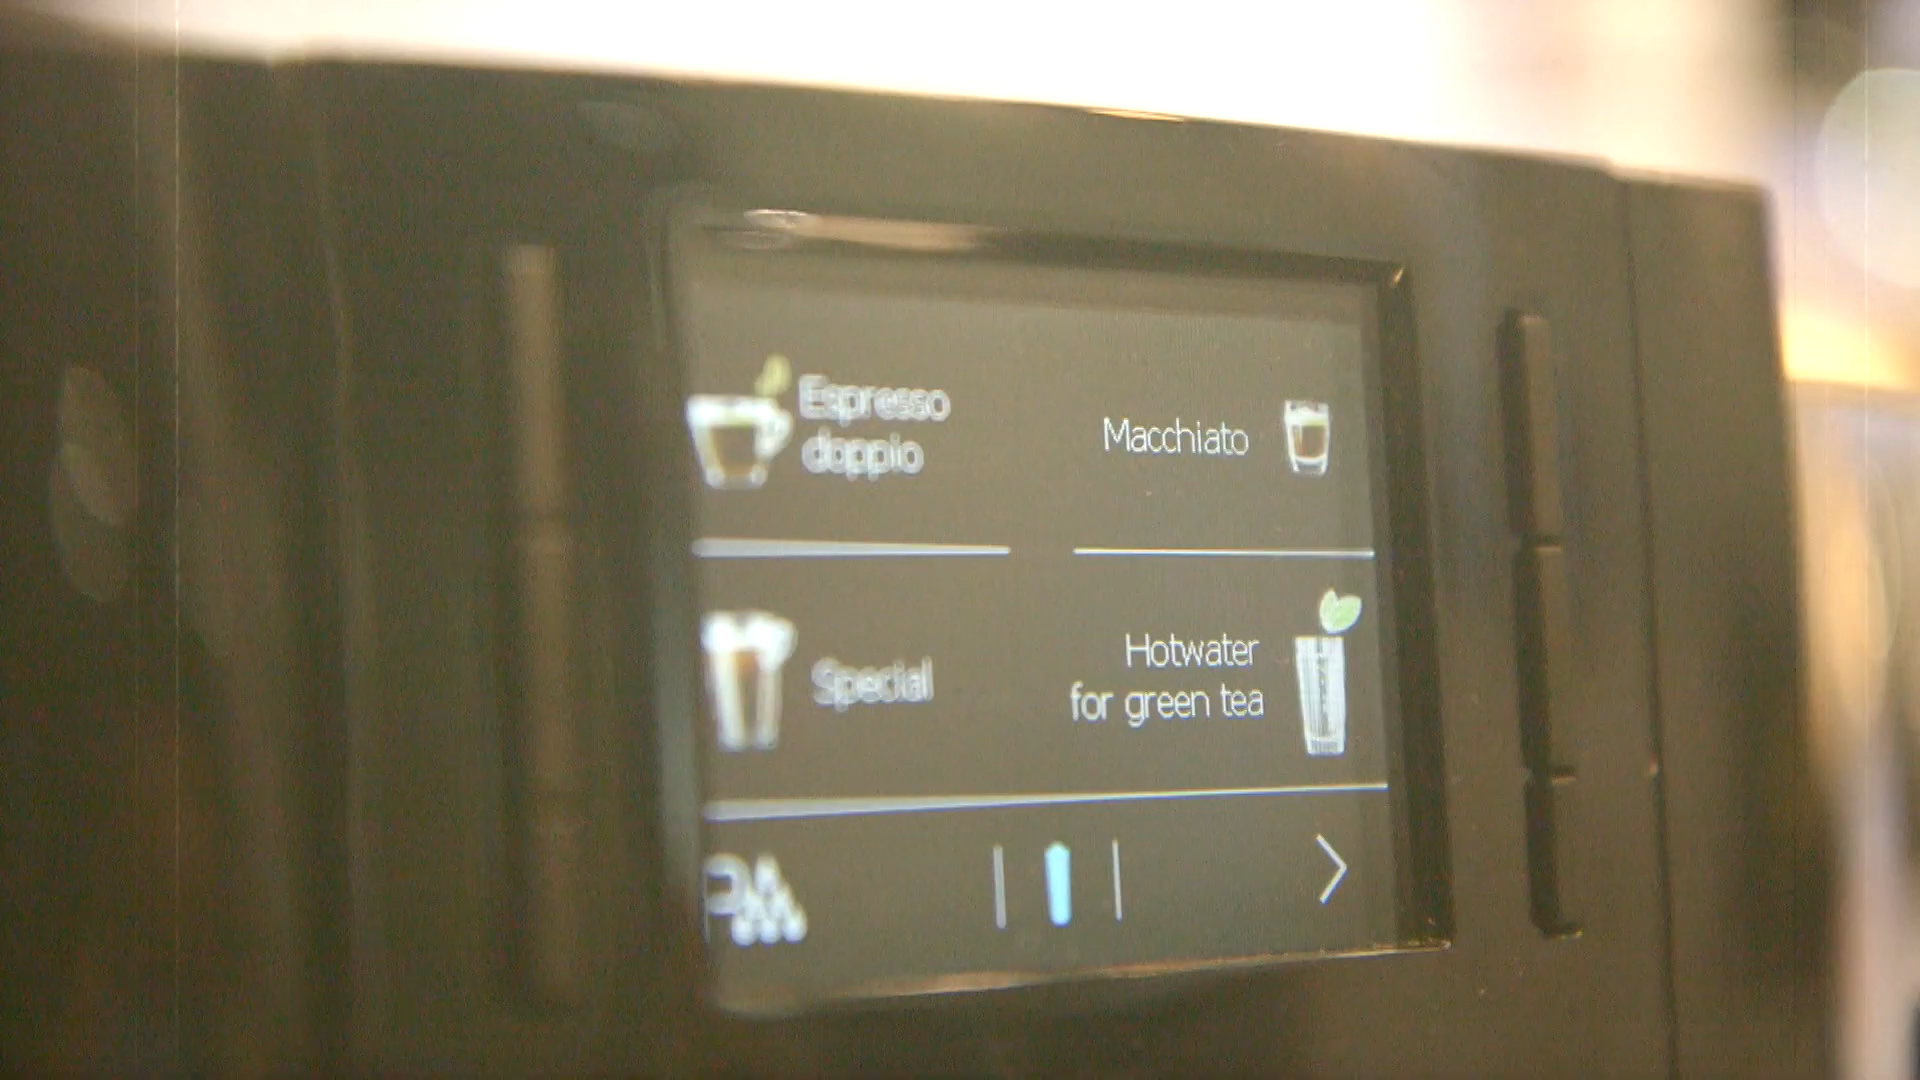 Espresso
doppio
Macchiato
Special
Hotwater
for green tea